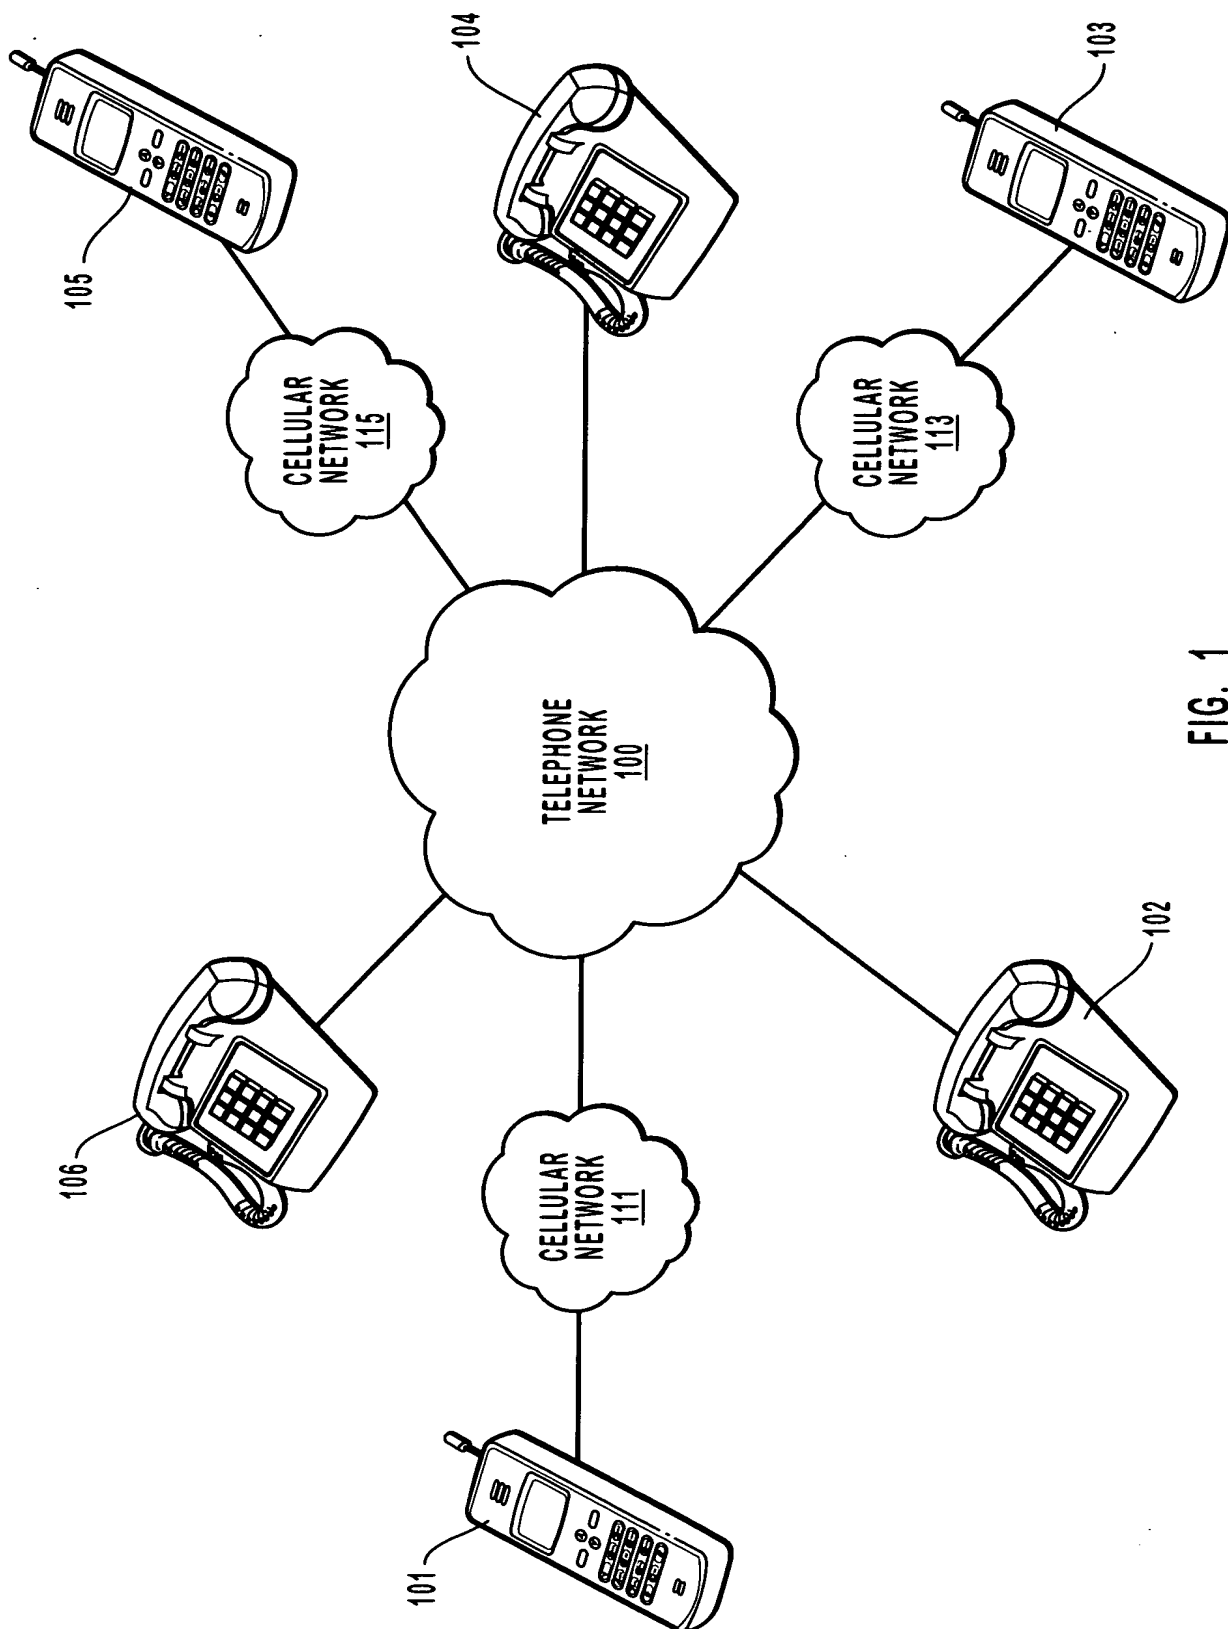 106
105
CELLULAR
NETWORK
115
101
104
CELLULAR
NETWORK
111
TELEPHONE
NETWORK
100
CELLULAR
NETWORK
113
102
103
FIG. 1